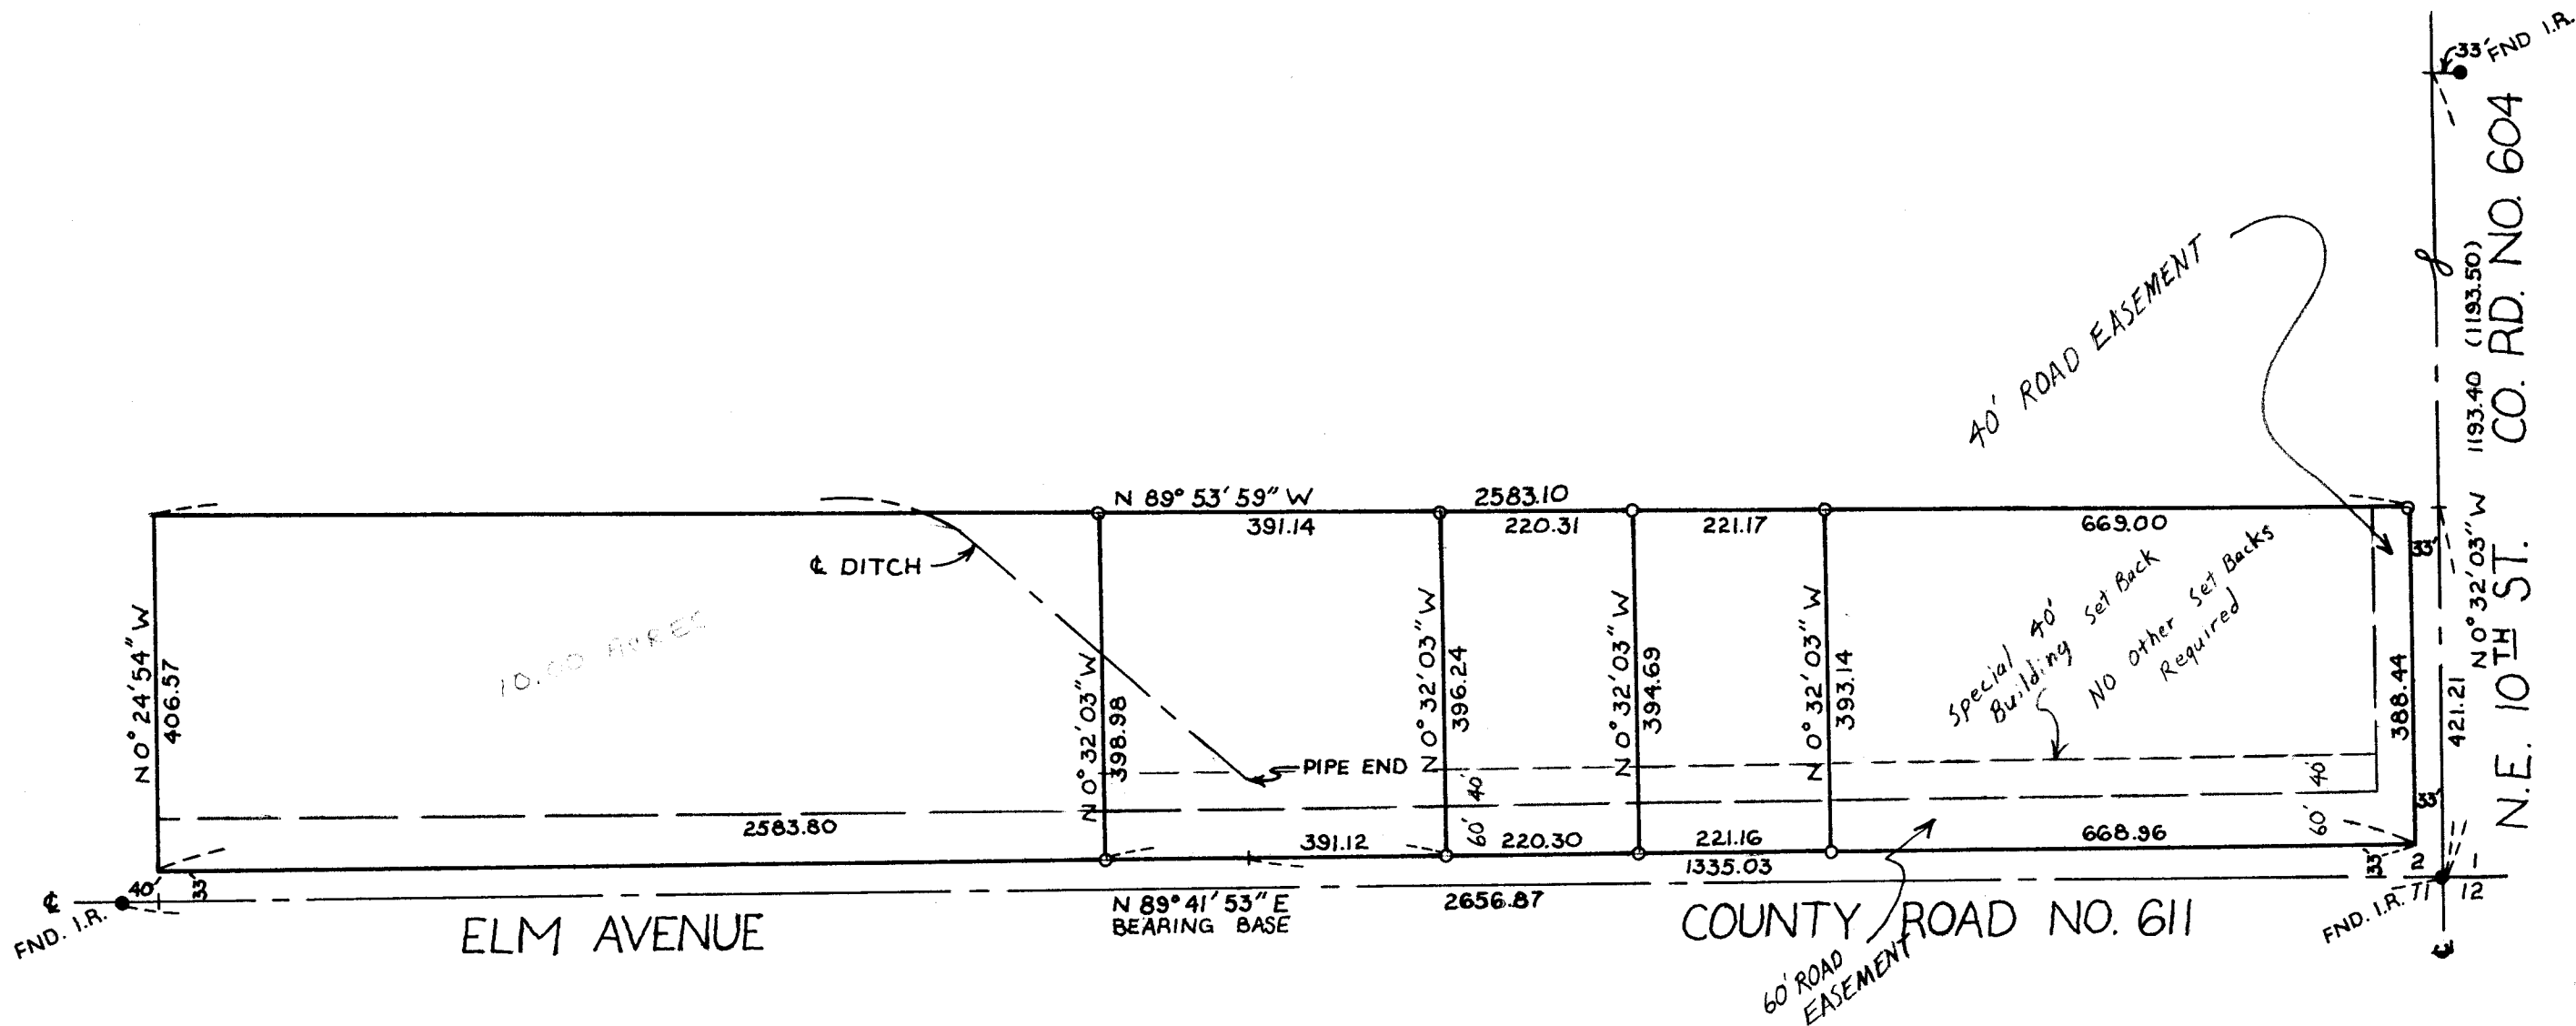 33' FND I.R.
CO. RD. NO. 604
N.E. 10TH ST.
N 0° 32' 03" W 1193.40 (1193.50)
40' ROAD EASEMENT
N 89° 53' 59" W 2583.10
391.14 220.31 221.17 669.00
33'
₵ DITCH
10.00 ACRES
N 0° 24' 54" W
406.57
N 0° 32' 03" W
398.98
N 0° 32' 03" W
396.24
N 0° 32' 03" W
394.69
N 0° 32' 03" W
393.14
Special 40'
Building Set Back
NO Other Set Backs
Required
388.44
421.21
PIPE END
40'
60'
40'
60'
33'
2583.80
391.12 220.30 221.16 668.96
1335.03
40' 33'
33'
2 1
11 12
℄
FND. I.R.
N 89° 41' 53" E 2656.87
BEARING BASE
ELM AVENUE
COUNTY ROAD NO. 611
FND. I.R.
℄
60' ROAD
EASEMENT